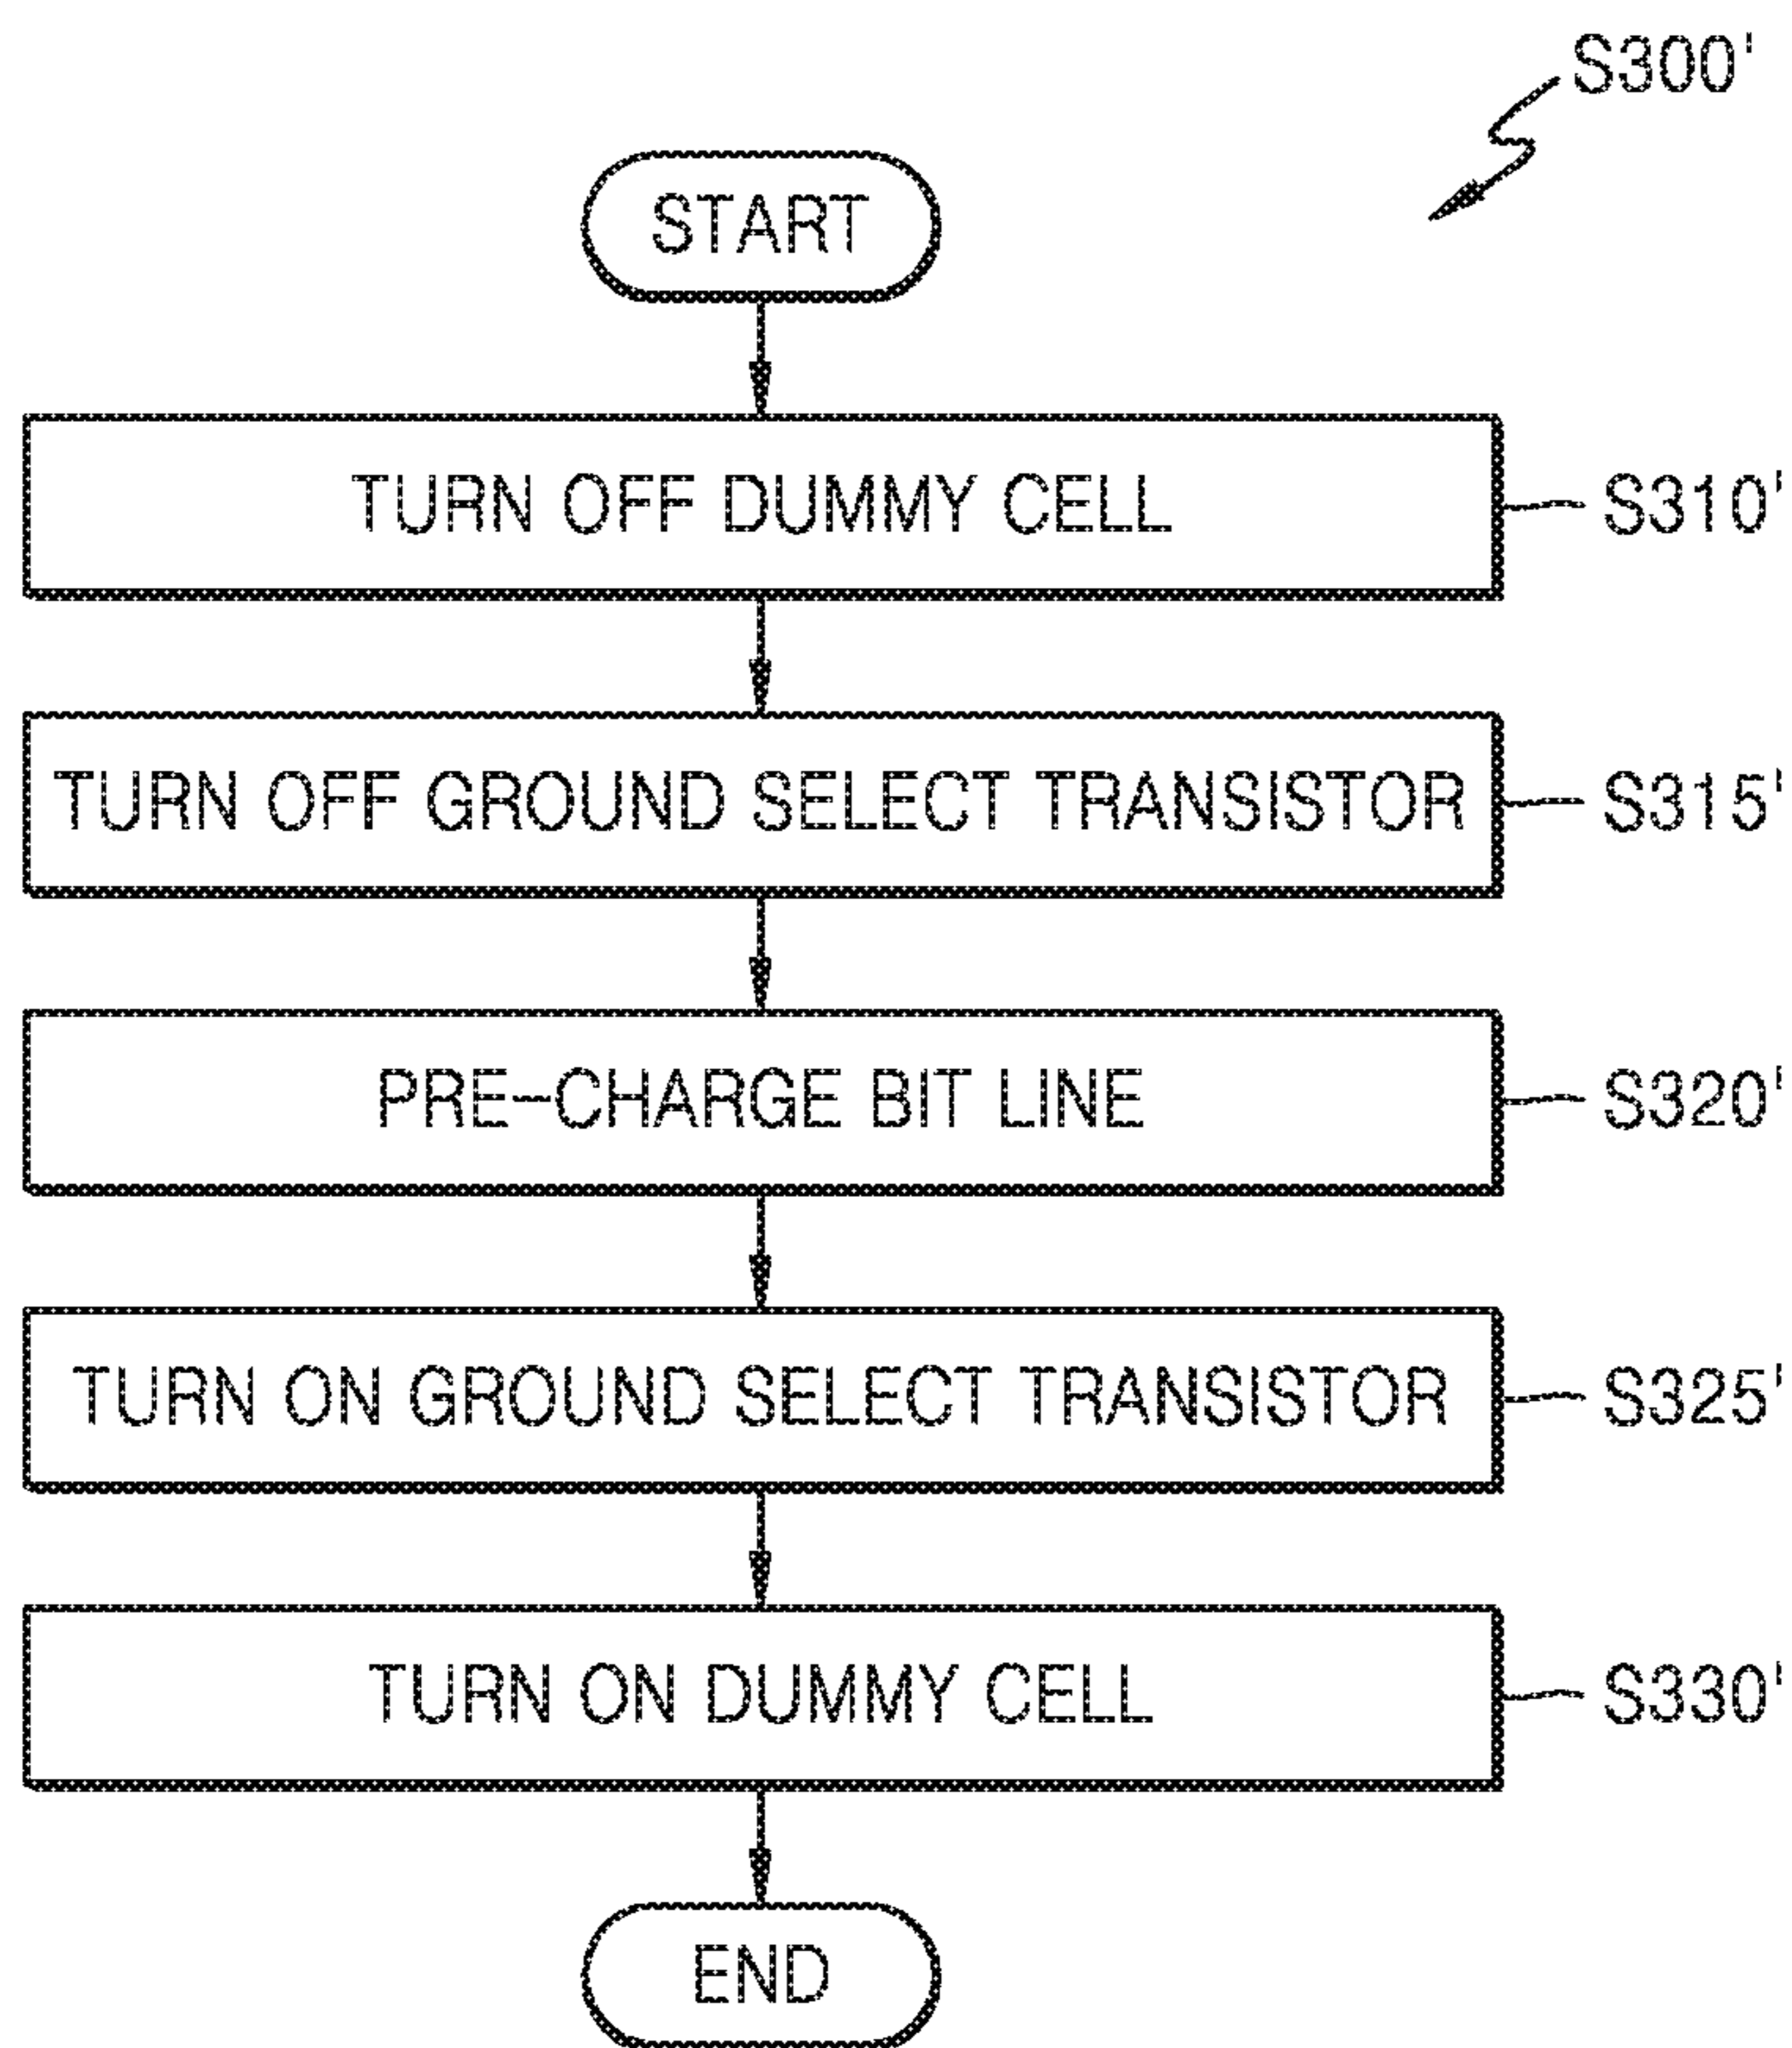 S300'
START
TURN OFF DUMMY CELL
S310'
TURN OFF GROUND SELECT TRANSISTOR
S315'
PRE-CHARGE BIT LINE
S320'
TURN ON GROUND SELECT TRANSISTOR
S325'
TURN ON DUMMY CELL
S330'
END